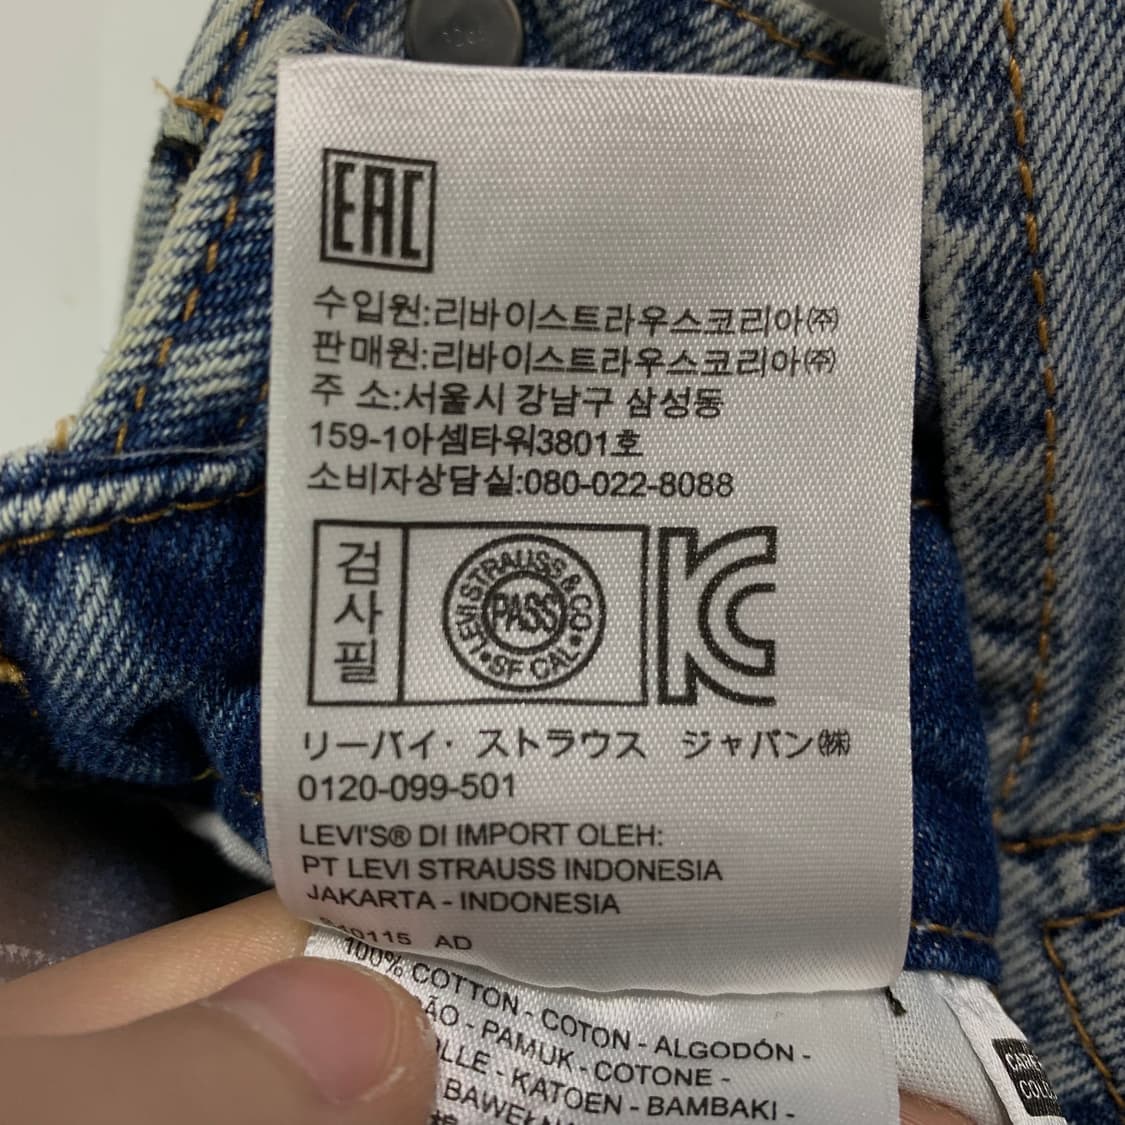 EAC
수입원:리바이스트라우스코리아㈜
판매원:리바이스트라우스코리아㈜
주 소:서울시 강남구 삼성동
159-1아셈타워3801호
소비자상담실:080-022-8088
검사필
LEVI STRAUSS & CO
PASS
SF CAL
KC
リーバイ・ ストラウス ジャパン㈱
0120-099-501
LEVI'S® DI IMPORT OLEH:
PT LEVI STRAUSS INDONESIA
JAKARTA - INDONESIA
AD
100% COTTON - COTON - ALGODÓN -
- PAMUK - COTONE -
- KATOEN - BAMBAKI -